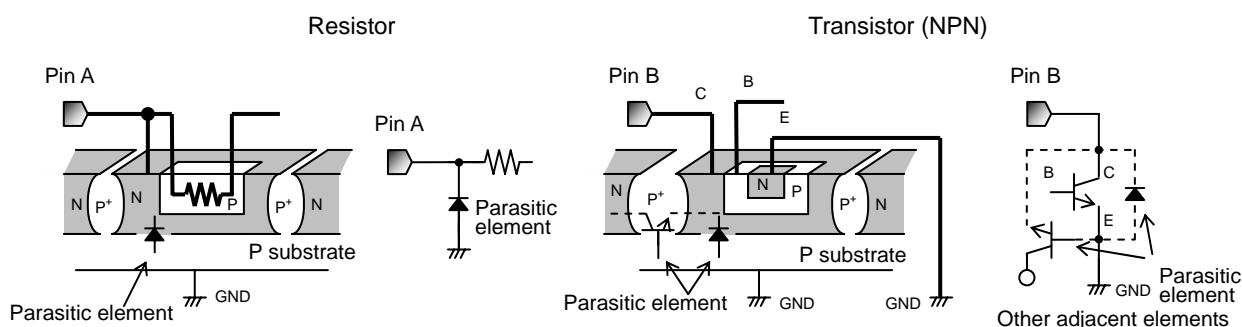 Resistor
Transistor (NPN)
Pin A
Pin A
N
P+
N
P
P+
N
P substrate
Parasitic element
GND
Parasitic
element
Pin B
C
B
E
N
P+
N
P
P+
N
P substrate
Parasitic element
GND
GND
Pin B
B
C
E
GND
Parasitic
element
Other adjacent elements